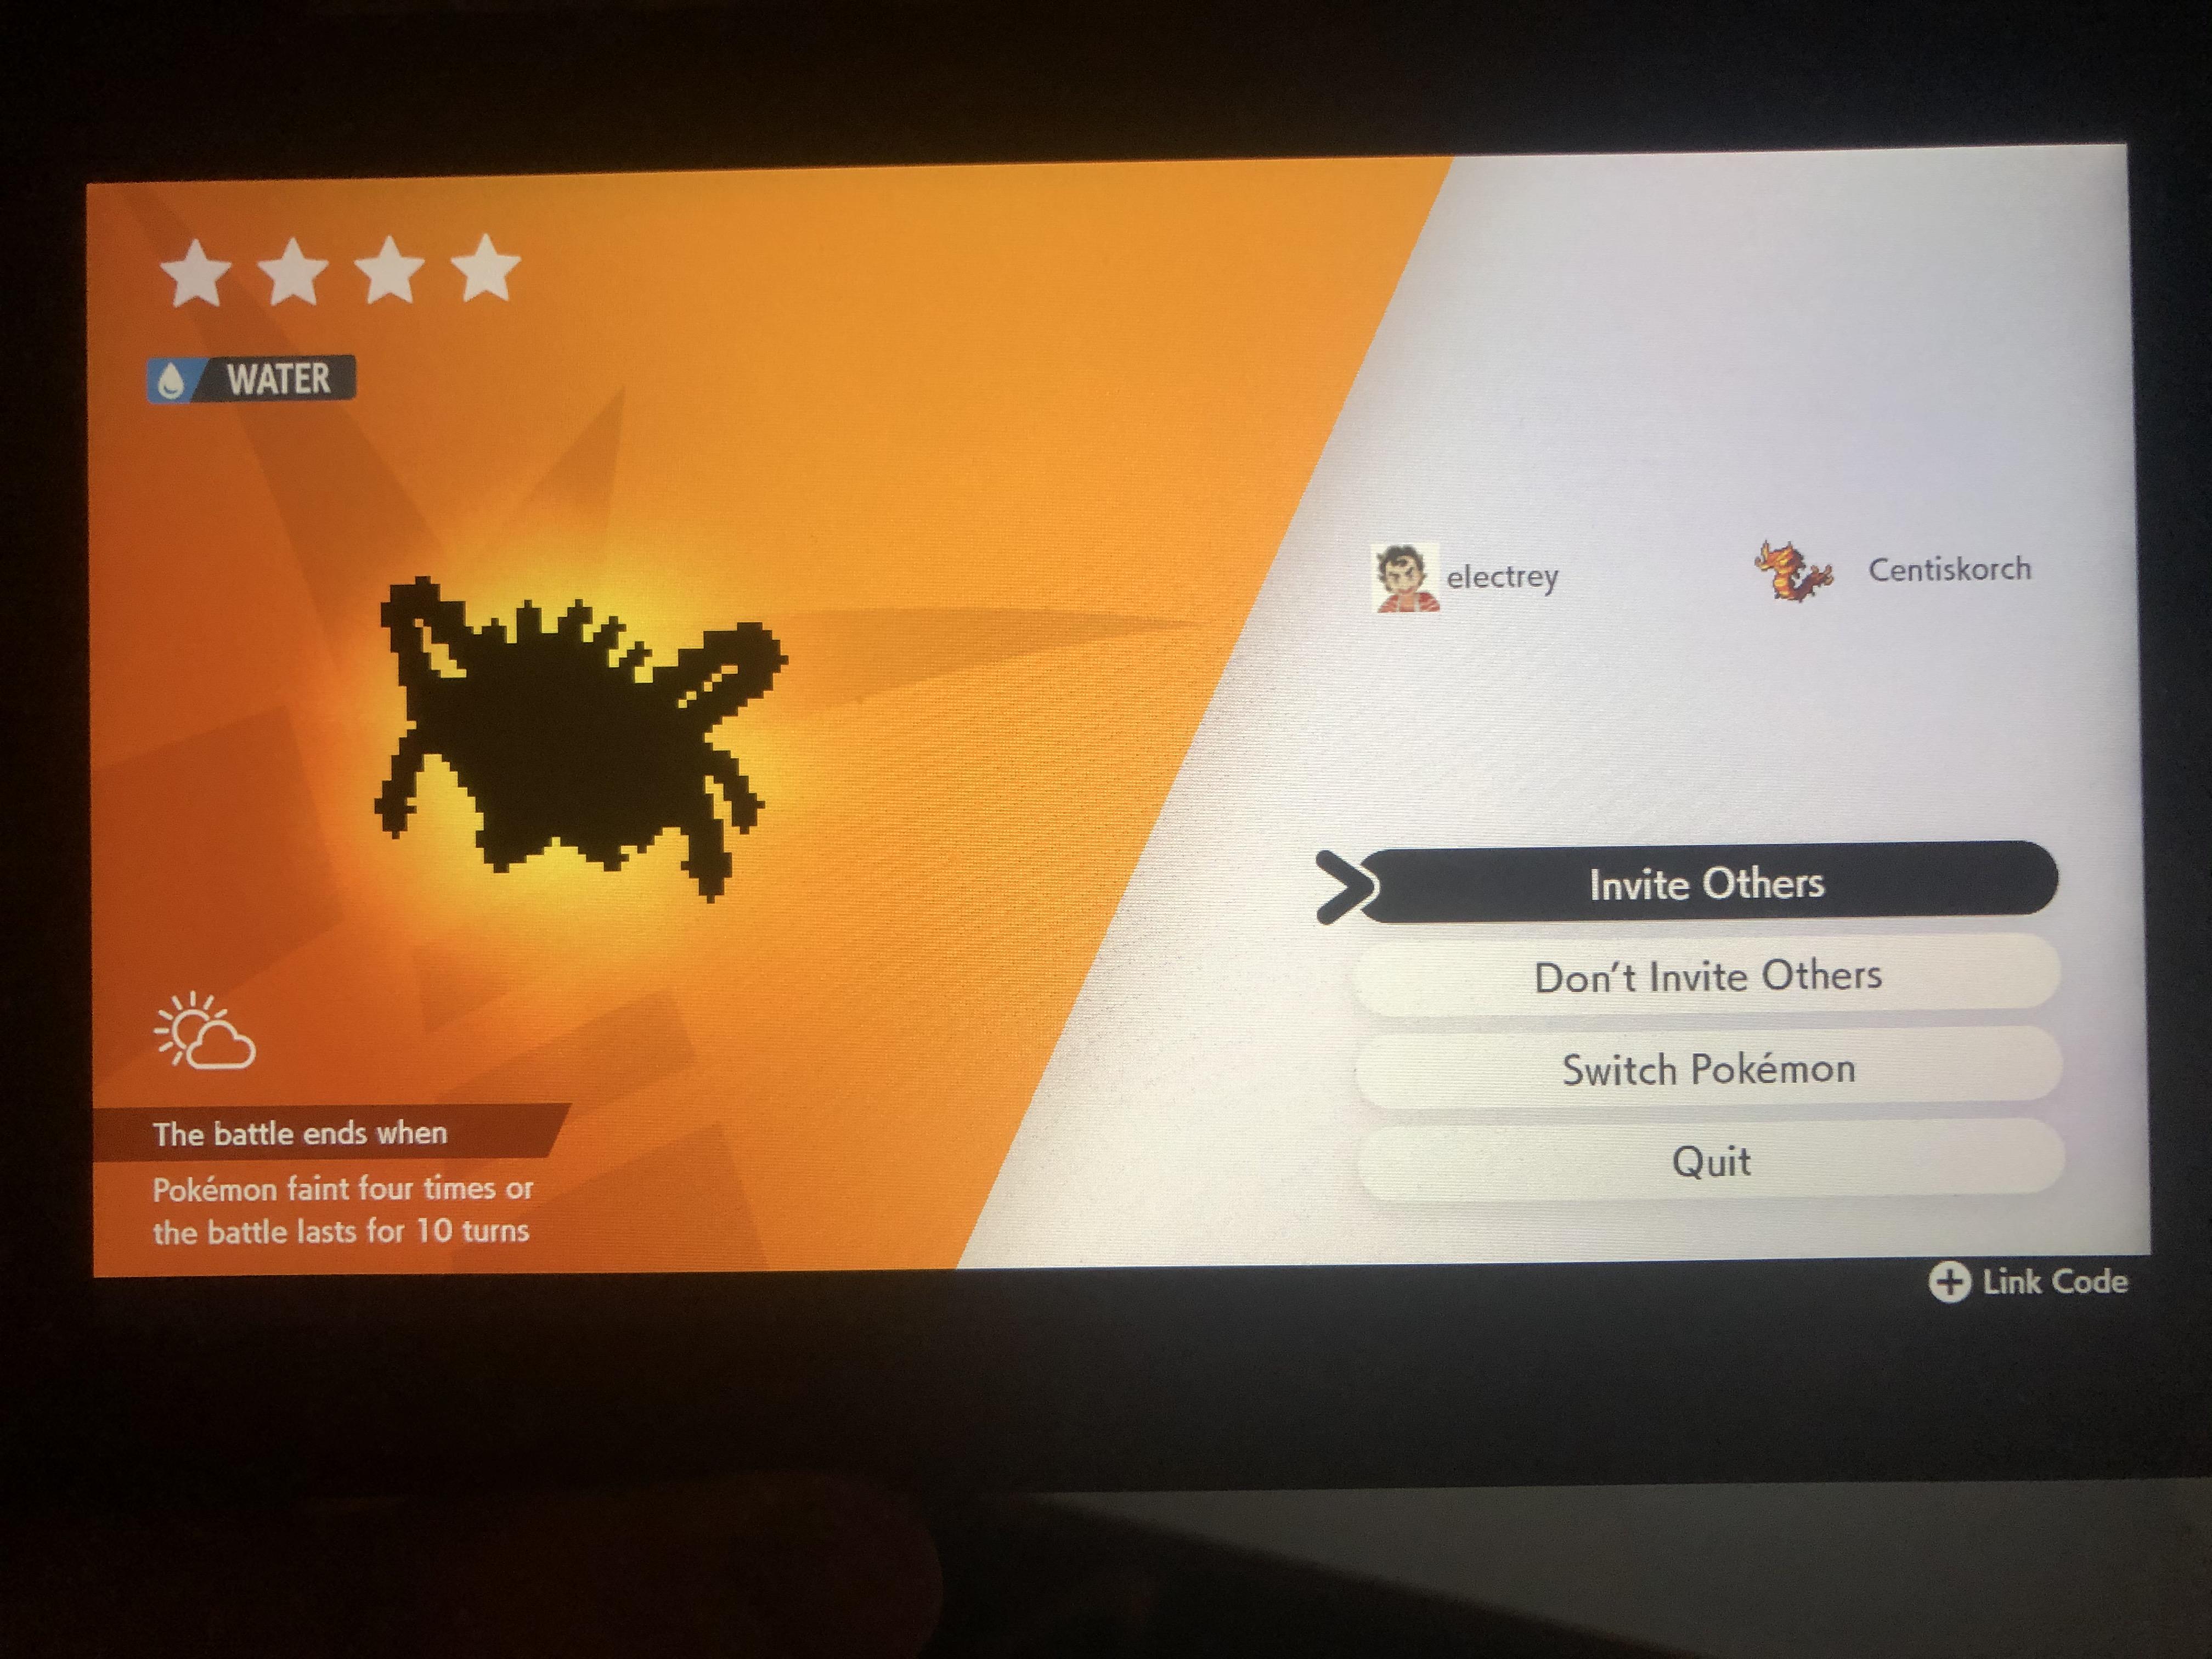 WATER
electrey
Centiskorch
Invite Others
Don't Invite Others
Switch Pokémon
Quit
The battle ends when
Pokémon faint four times or
the battle lasts for 10 turns
Link Code